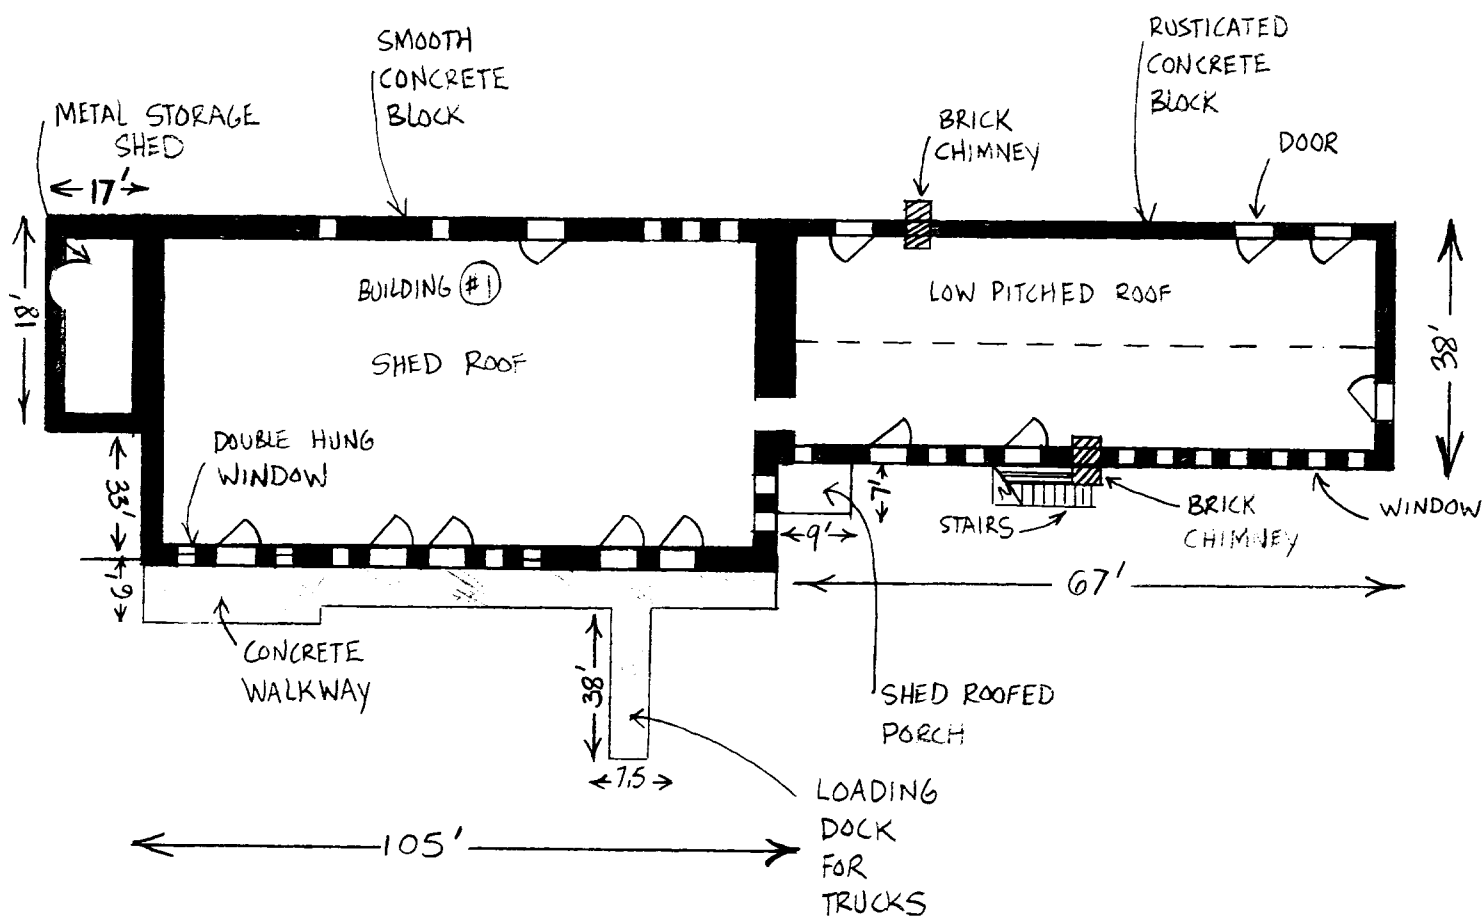 SMOOTH
CONCRETE
BLOCK
RUSTICATED
CONCRETE
BLOCK
METAL STORAGE
SHED
BRICK
CHIMNEY
DOOR
17'
18'
BUILDING #1
SHED ROOF
LOW PITCHED ROOF
38'
DOUBLE HUNG
WINDOW
33'
7'
9'
STAIRS
BRICK
CHIMNEY
WINDOW
67'
CONCRETE
WALKWAY
38'
7,5
SHED ROOFED
PORCH
LOADING
DOCK
FOR
TRUCKS
105'